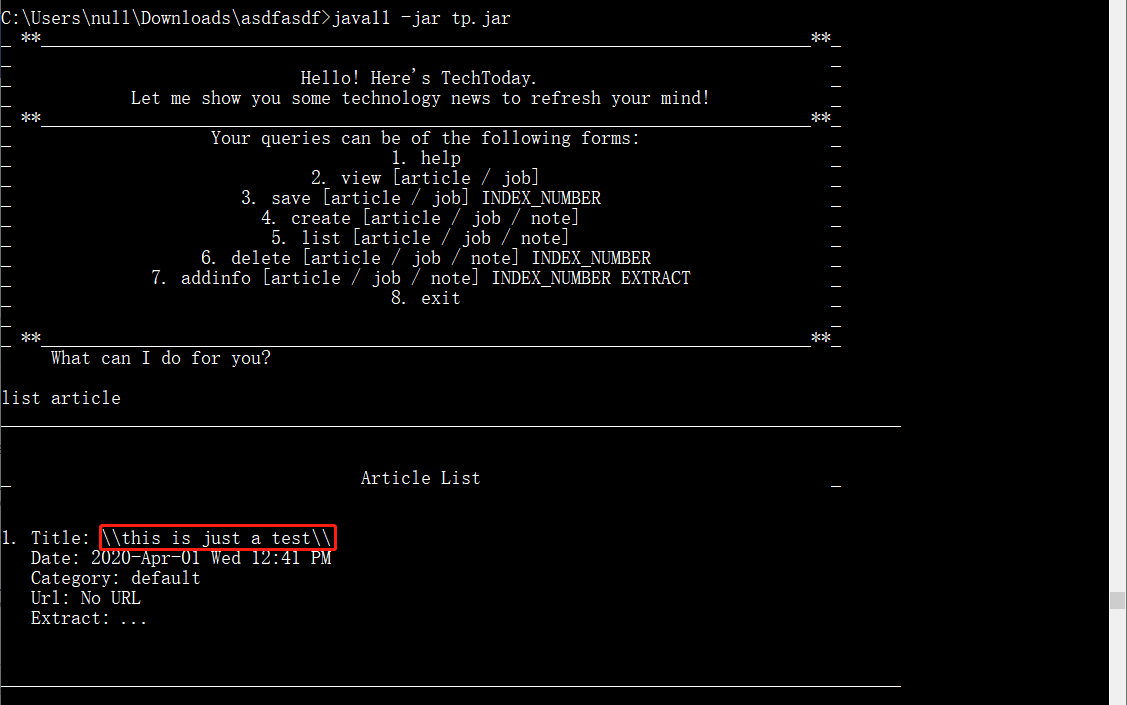 C:\Users\null\Downloads\asdfasdf>java11 -jar tp.jar
_ **_____________________________________________________________________________**_
_ _
_ Hello! Here's TechToday. _
_ Let me show you some technology news to refresh your mind! _
_ **_____________________________________________________________________________**_
_ Your queries can be of the following forms: _
_ 1. help _
_ 2. view [article / job] _
_ 3. save [article / job] INDEX_NUMBER _
_ 4. create [article / job / note] _
_ 5. list [article / job / note] _
_ 6. delete [article / job / note] INDEX_NUMBER _
_ 7. addinfo [article / job / note] INDEX_NUMBER EXTRACT _
_ 8. exit _
_ _
_ **_____________________________________________________________________________**_
What can I do for you?
list article
__________________________________________________________________________________________
_ Article List _
1. Title: \\this is just a test\\
Date: 2020-Apr-01 Wed 12:41 PM
Category: default
Url: No URL
Extract: ...
__________________________________________________________________________________________